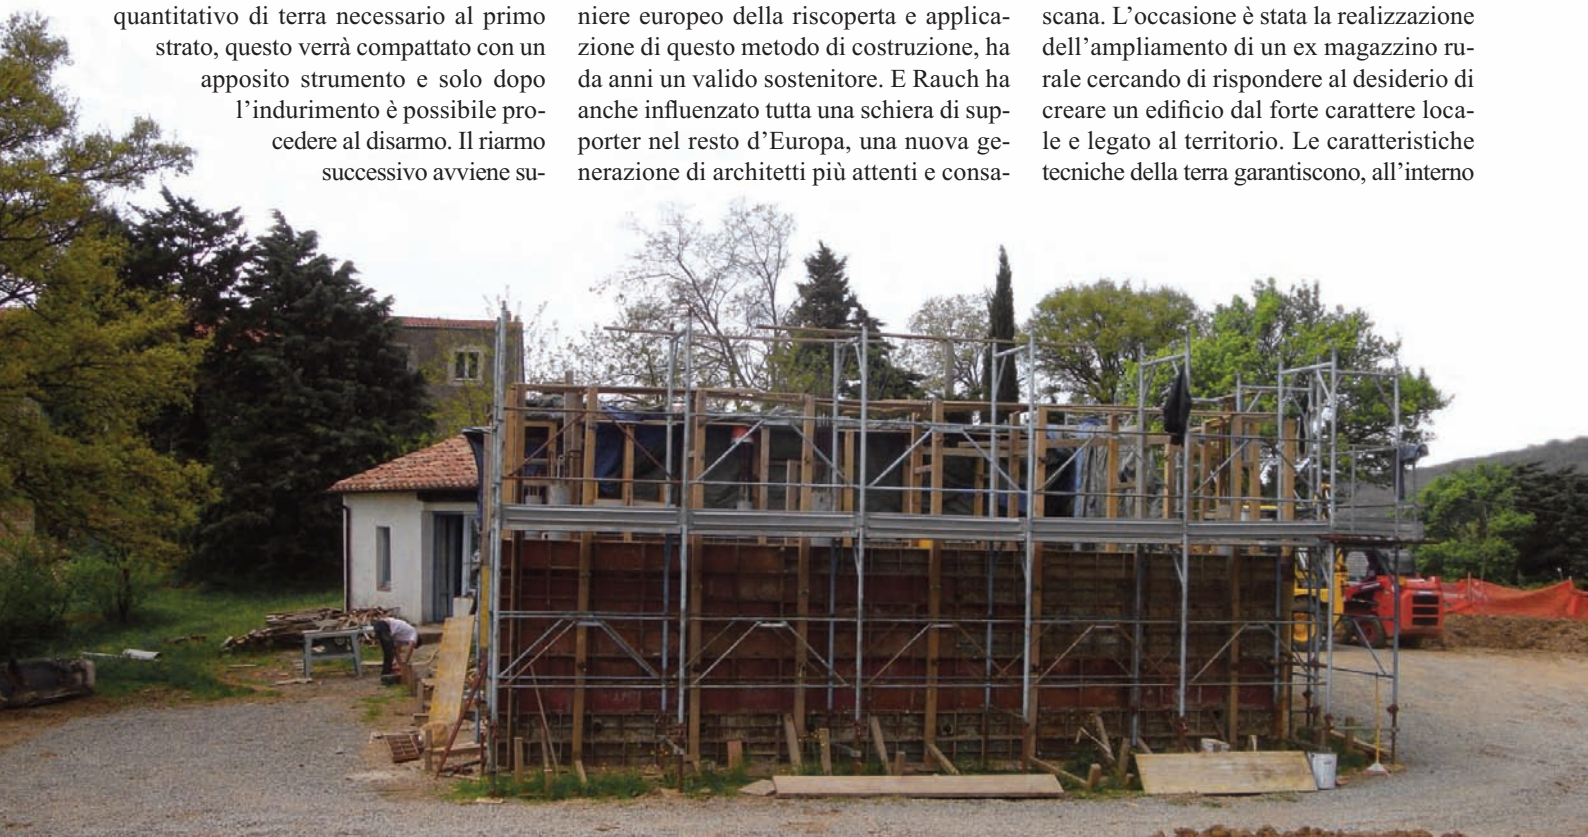 quantitativo di terra necessario al primo
strato, questo verrà compattato con un
apposito strumento e solo dopo
l’indurimento è possibile pro-
cedere al disarmo. Il riarmo
successivo avviene su-
niere europeo della riscoperta e applica-
zione di questo metodo di costruzione, ha
da anni un valido sostenitore. E Rauch ha
anche influenzato tutta una schiera di sup-
porter nel resto d’Europa, una nuova ge-
nerazione di architetti più attenti e consa-
scana. L’occasione è stata la realizzazione
dell’ampliamento di un ex magazzino ru-
rale cercando di rispondere al desiderio di
creare un edificio dal forte carattere loca-
le e legato al territorio. Le caratteristiche
tecniche della terra garantiscono, all’interno